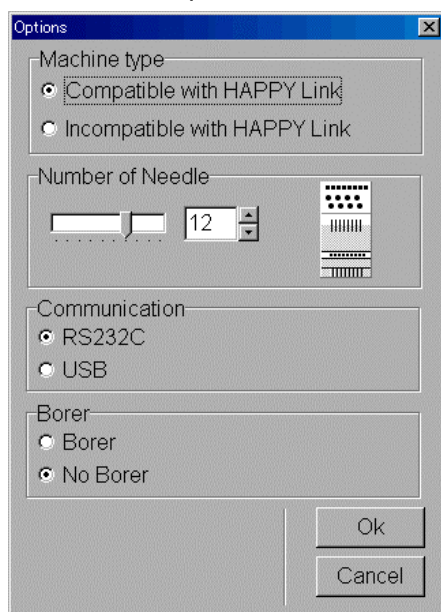 Options
Machine type
Compatible with HAPPY Link
Incompatible with HAPPY Link
Number of Needle
12
Communication
RS232C
USB
Borer
Borer
No Borer
Ok
Cancel